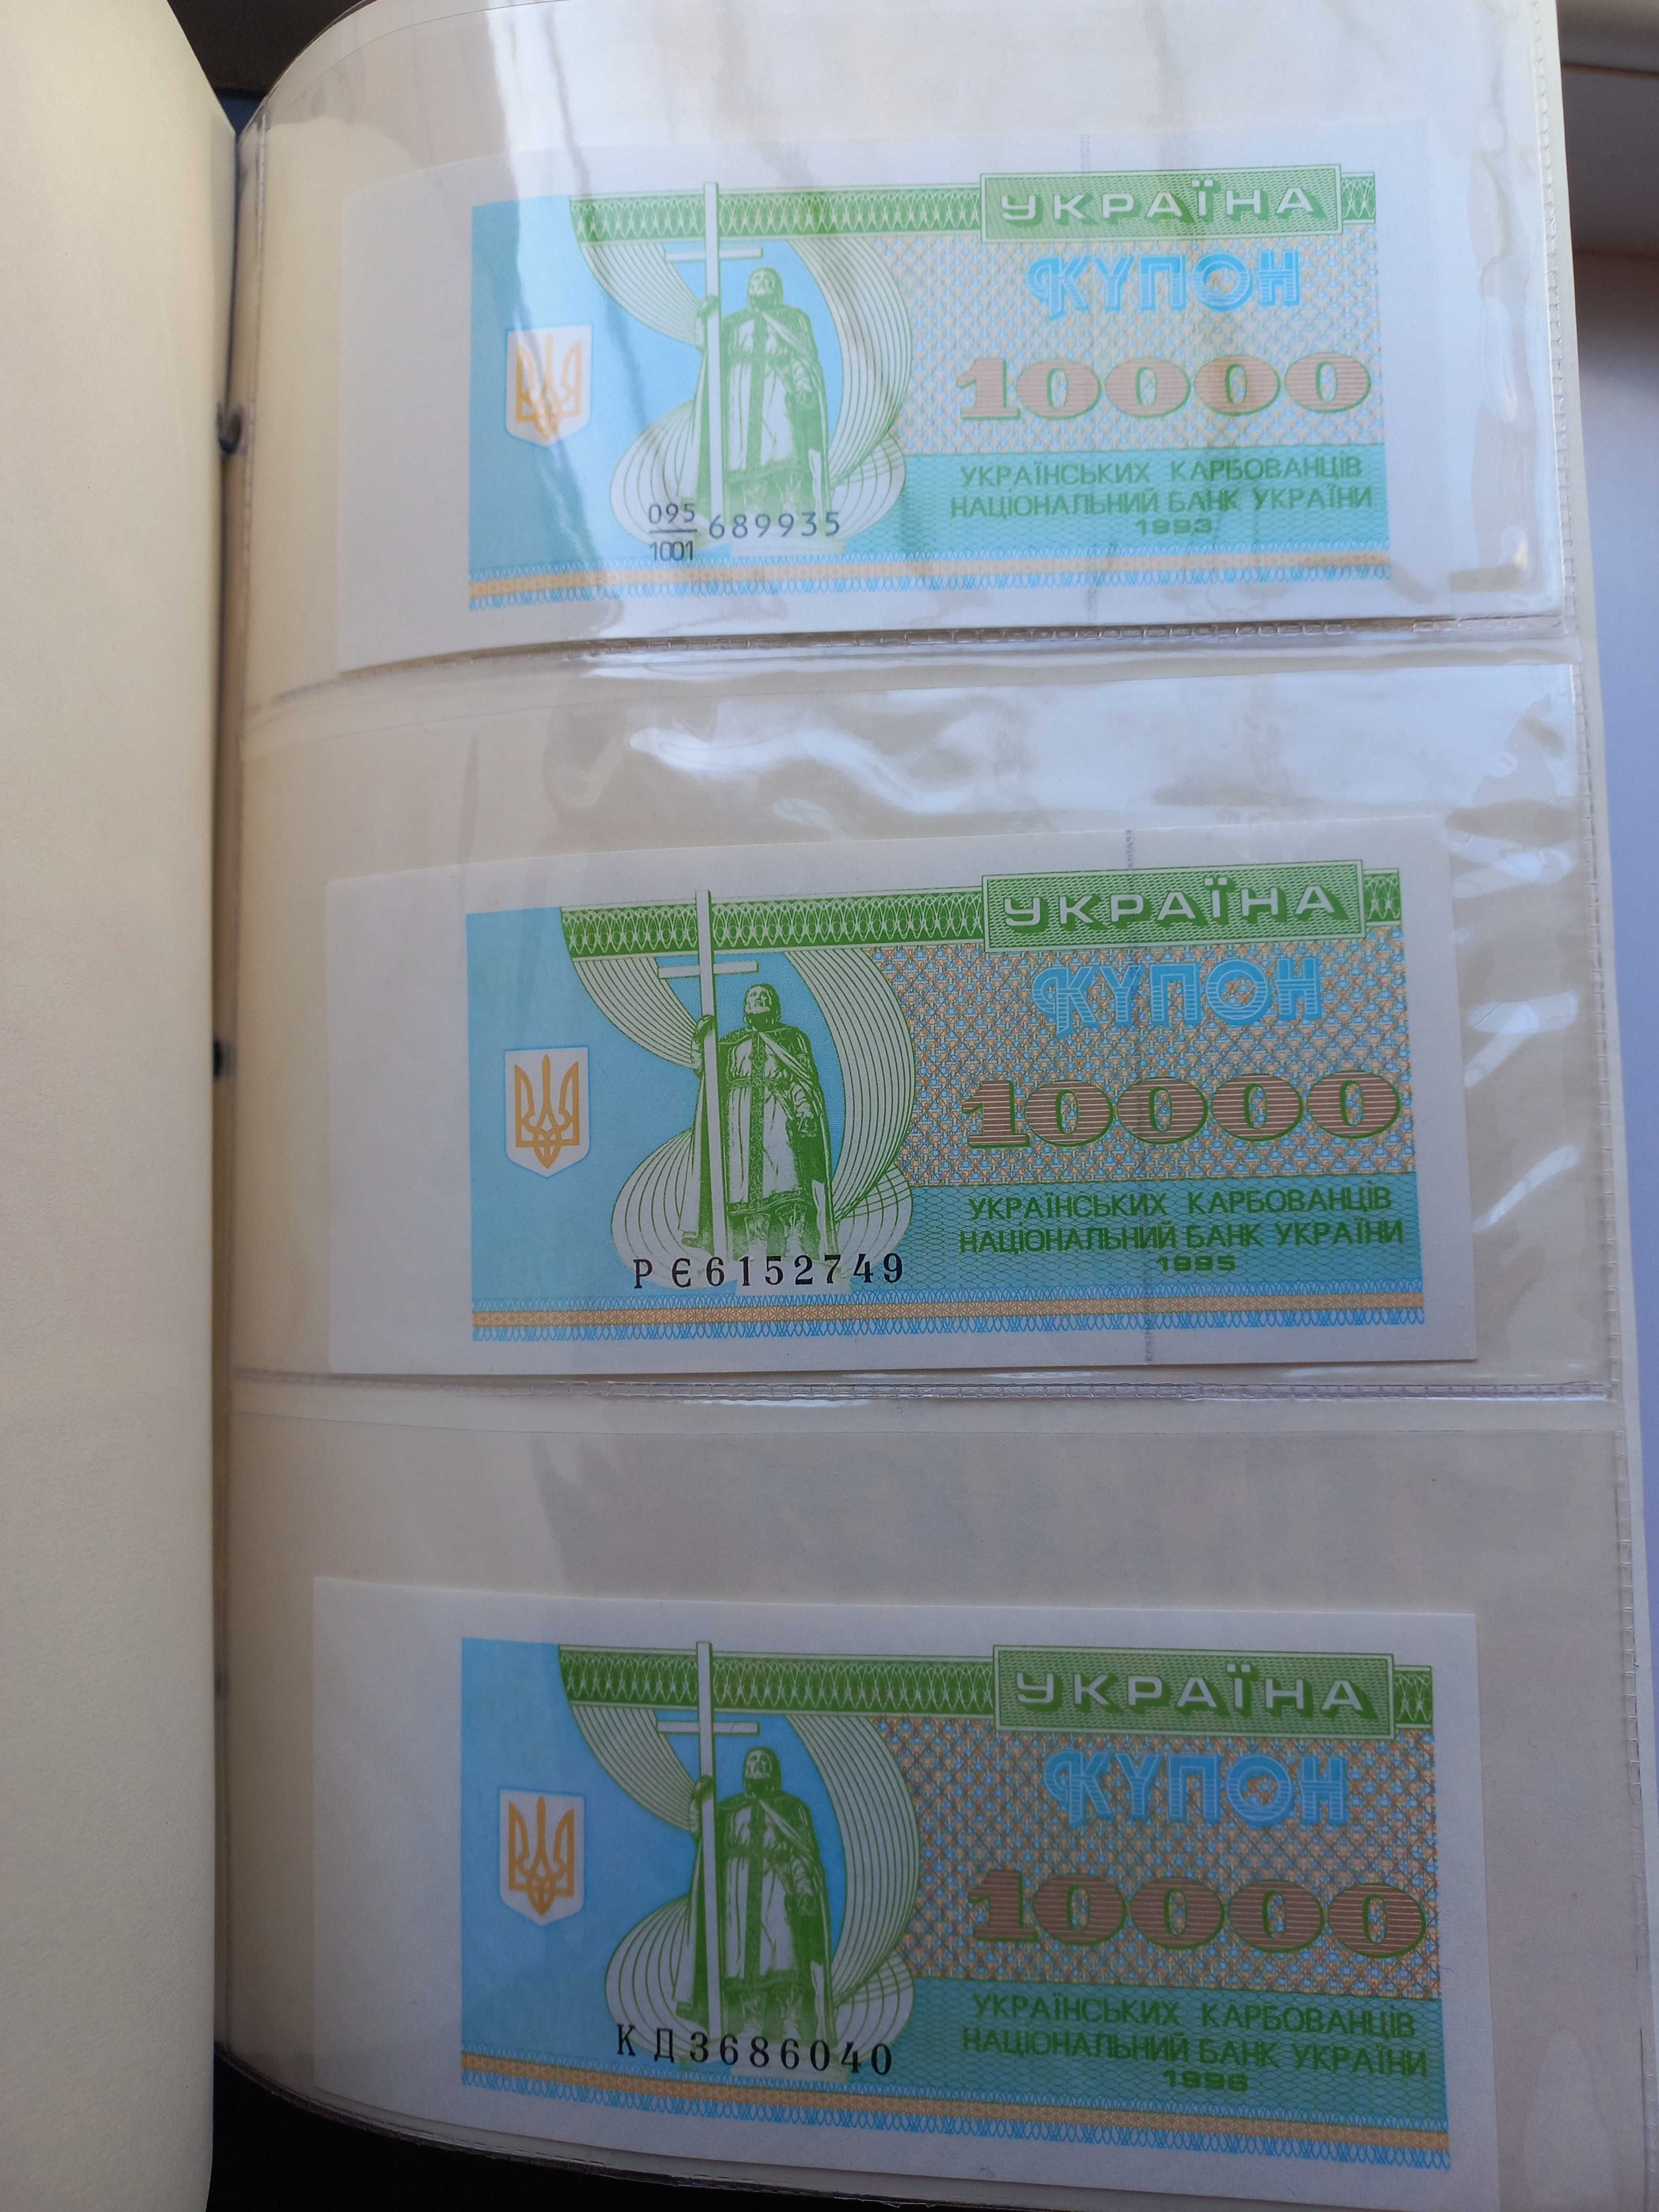 УКРАЇНА
КУПОН
10000
УКРАЇНСЬКИХ КАРБОВАНЦІВ
НАЦІОНАЛЬНИЙ БАНК УКРАЇНИ
1993
095
1001
689935
УКРАЇНА
КУПОН
10000
УКРАЇНСЬКИХ КАРБОВАНЦІВ
НАЦІОНАЛЬНИЙ БАНК УКРАЇНИ
1995
РЄ6152749
УКРАЇНА
КУПОН
10000
УКРАЇНСЬКИХ КАРБОВАНЦІВ
НАЦІОНАЛЬНИЙ БАНК УКРАЇНИ
1996
КД3686040